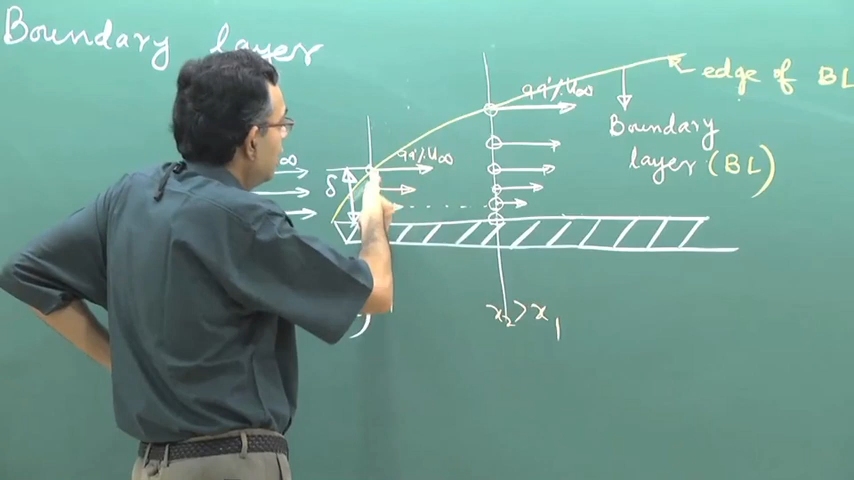 Boundary layer
edge of BL
99% U∞
Boundary
layer (BL)
99% U∞
∞
δ
x₂ > x₁